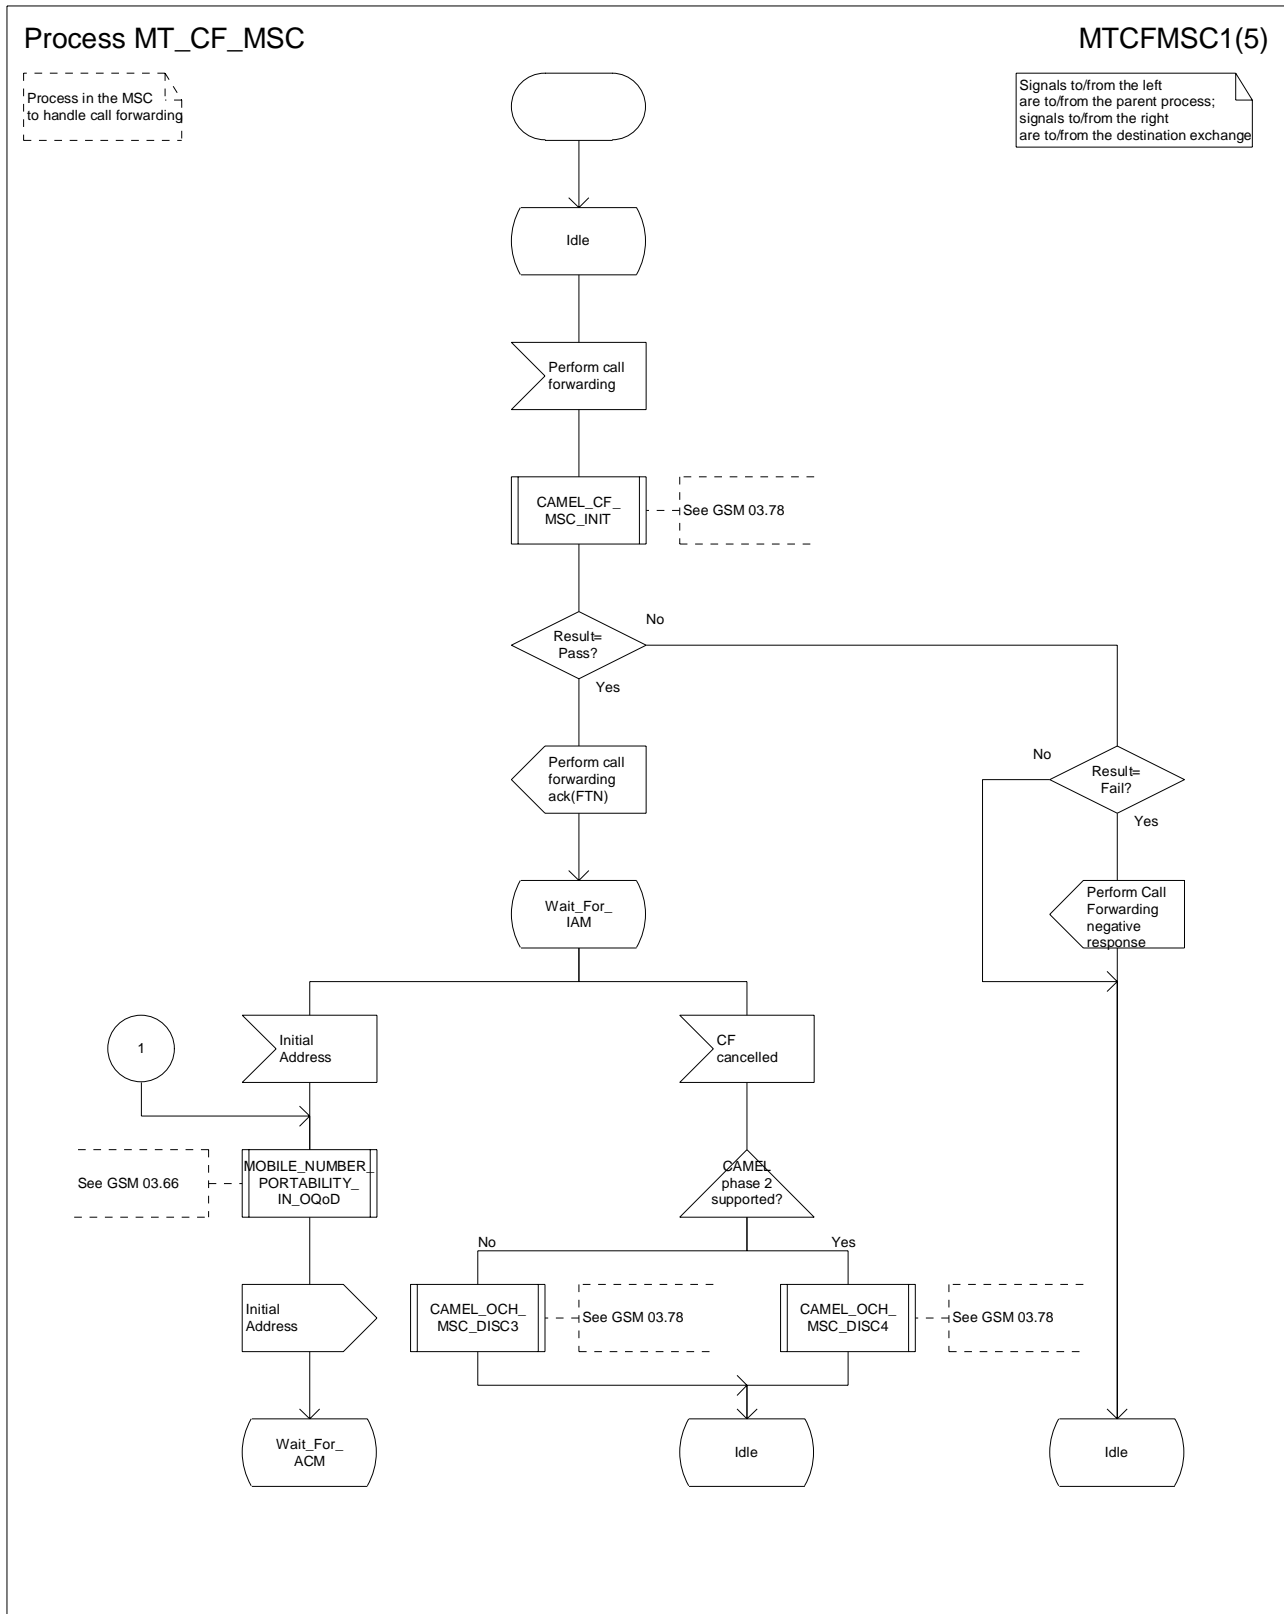 Process MT_CF_MSC
MTCFMSC1(5)
Process in the MSC
to handle call forwarding
Signals to/from the left
are to/from the parent process;
signals to/from the right
are to/from the destination exchange
Idle
Perform call
forwarding
CAMEL_CF_
MSC_INIT
See GSM 03.78
Result=
Pass?
No
Yes
Perform call
forwarding
ack(FTN)
No
Result=
Fail?
Yes
Wait_For_
IAM
Perform Call
Forwarding
negative
response
1
Initial
Address
CF
cancelled
See GSM 03.66
MOBILE_NUMBER_
PORTABILITY_
IN_OQoD
CAMEL
phase 2
supported?
No
Yes
Initial
Address
CAMEL_OCH_
MSC_DISC3
See GSM 03.78
CAMEL_OCH_
MSC_DISC4
See GSM 03.78
Wait_For_
ACM
Idle
Idle